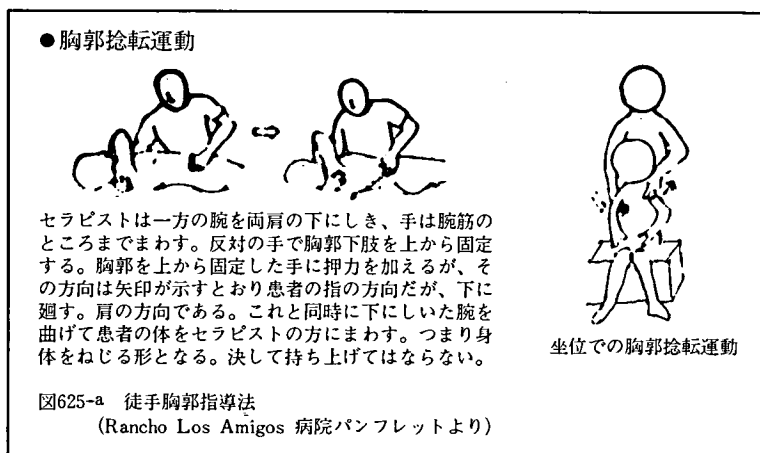 ●胸郭捻転運動
セラピストは一方の腕を両肩の下にしき、手は腕筋の
ところまでまわす。反対の手で胸郭下肢を上から固定
する。胸郭を上から固定した手に押力を加えるが、そ
の方向は矢印が示すとおり患者の指の方向だが、下に
廻す。肩の方向である。これと同時に下にしいた腕を
曲げて患者の体をセラピストの方にまわす。つまり身
体をねじる形となる。決して持ち上げてはならない。
坐位での胸郭捻転運動
図625-a 徒手胸郭指導法
(Rancho Los Amigos 病院パンフレットより)